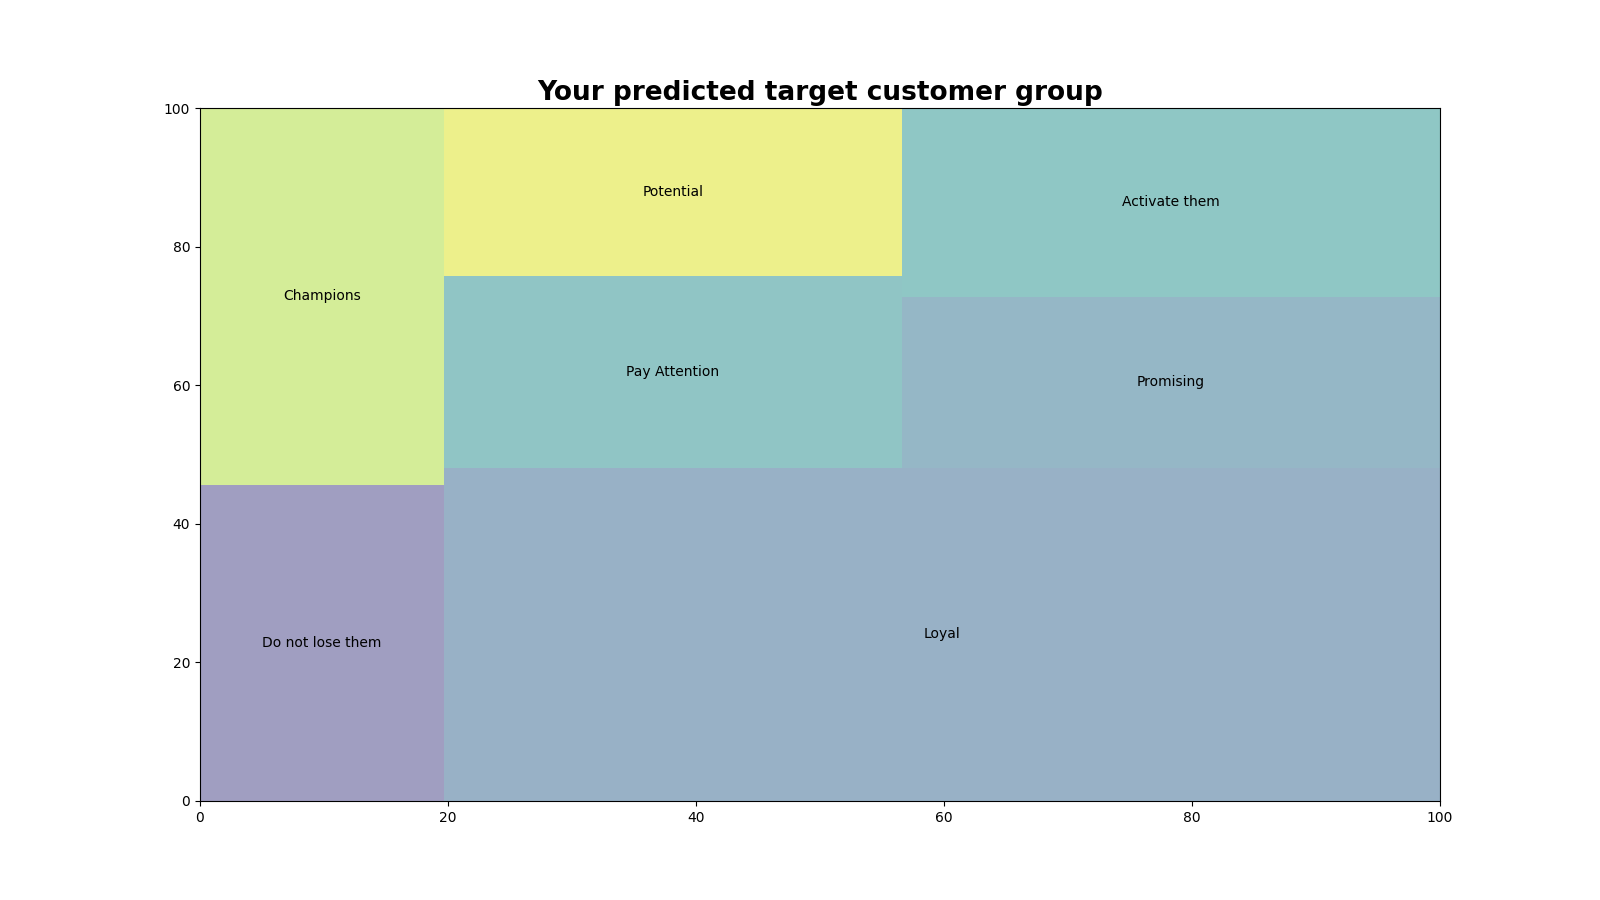 Your predicted target customer group
100
80
60
40
20
0
Champions
Potential
Activate them
Pay Attention
Promising
Do not lose them
Loyal
0 20 40 60 80 100